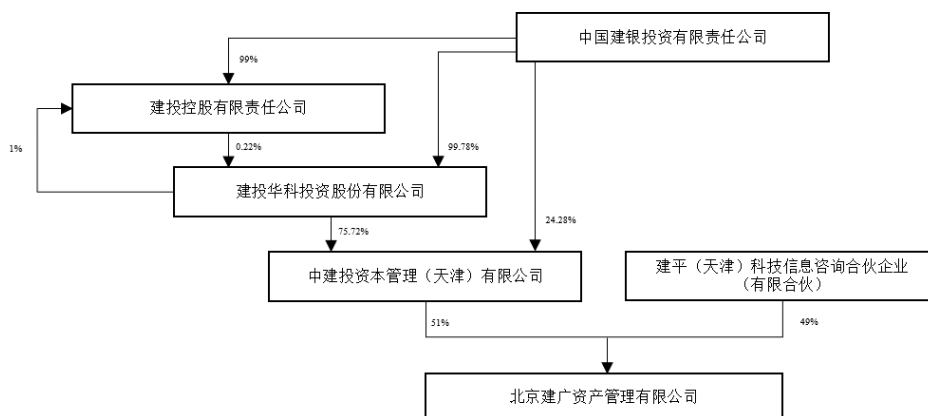 中国建银投资有限责任公司
99%
建投控股有限责任公司
1%
0.22%
99.78%
建投华科投资股份有限公司
75.72%
24.28%
中建投资本管理（天津）有限公司
建平（天津）科技信息咨询合伙企业
（有限合伙）
51%
49%
北京建广资产管理有限公司